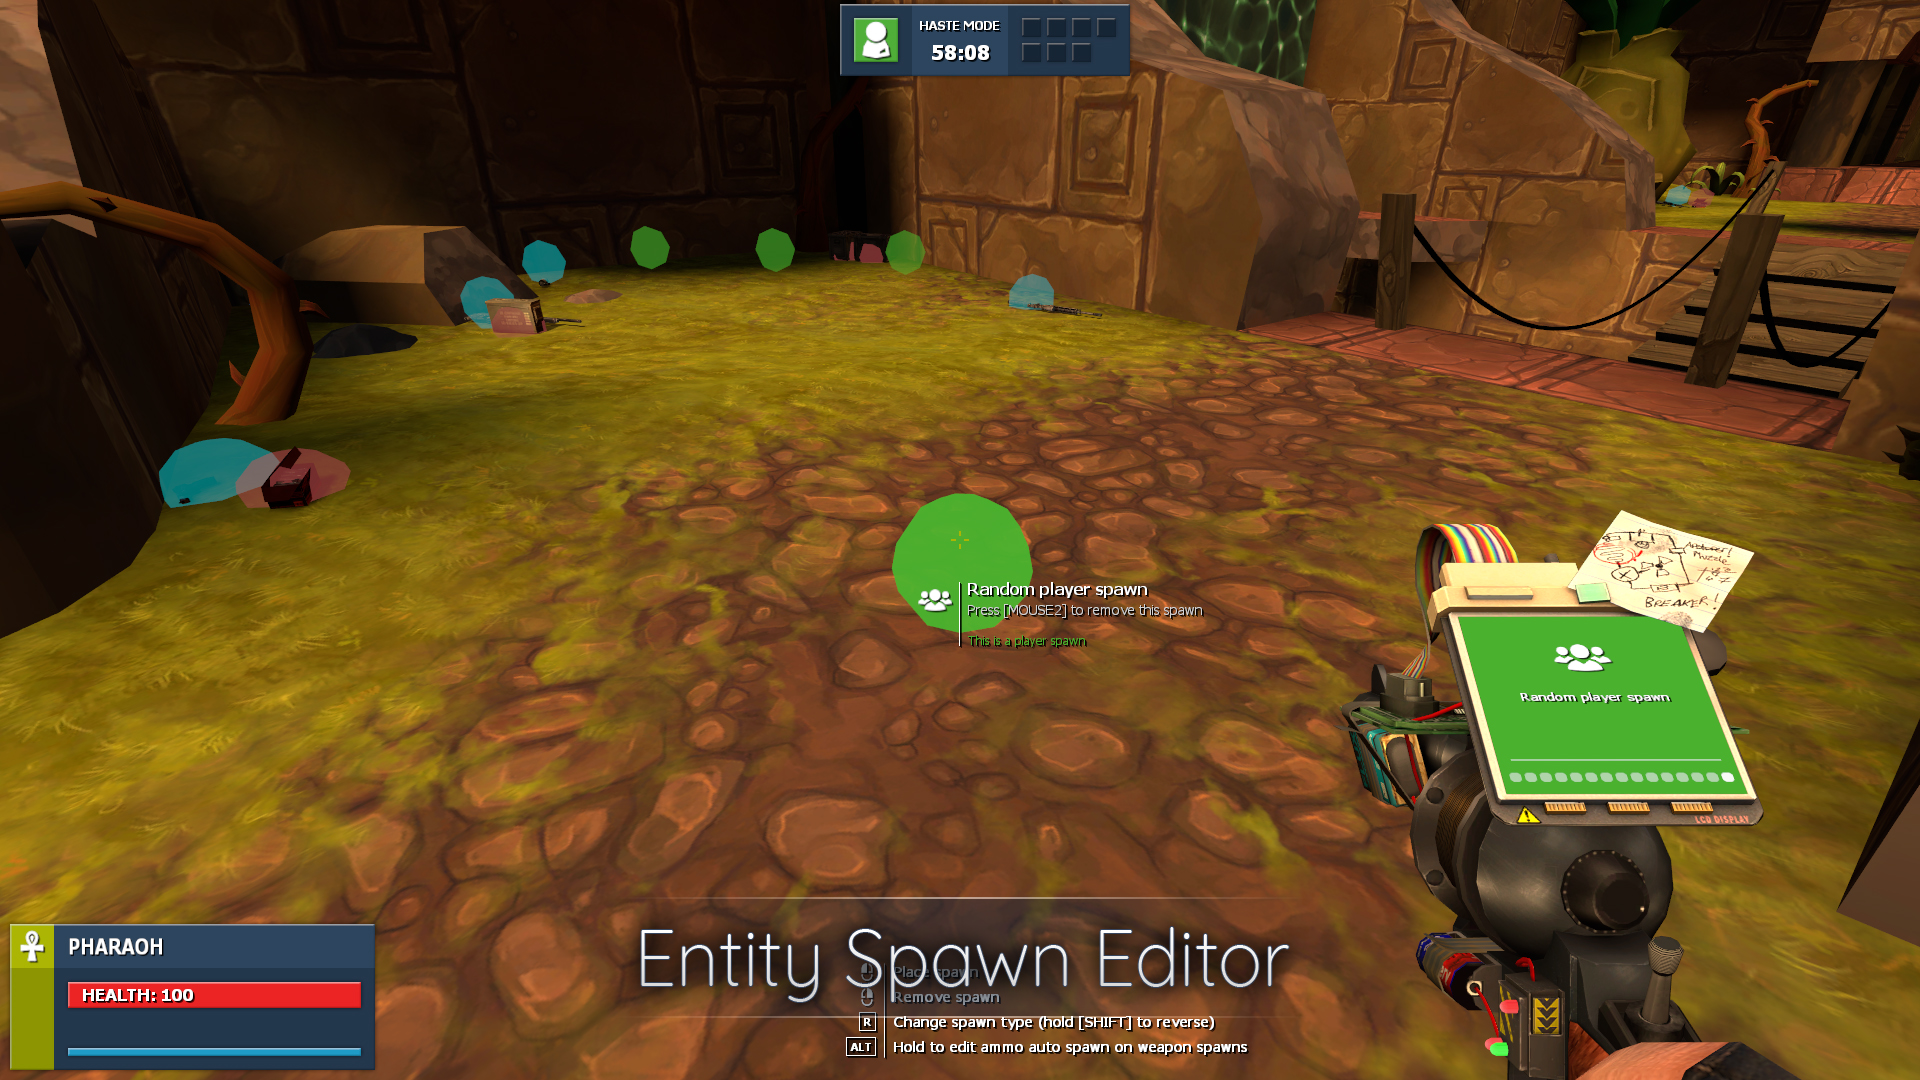 HASTE MODE
58:08
Random player spawn
Press [MOUSE2] to remove this spawn
This is a player spawn
BREAKER!
Random player spawn
LCD DISPLAY
PHARAOH
HEALTH: 100
Entity Spawn Editor
Place spawn
Remove spawn
R Change spawn type (hold [SHIFT] to reverse)
ALT Hold to edit ammo auto spawn on weapon spawns